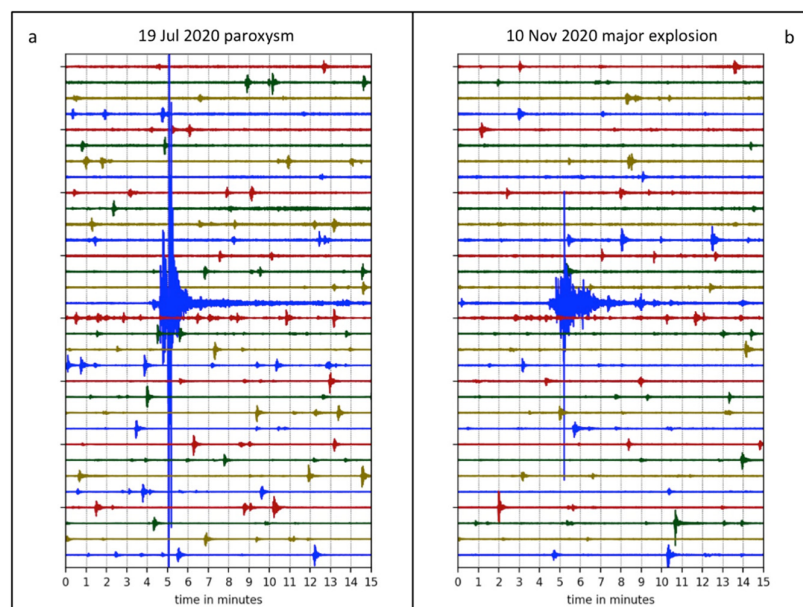 a 19 Jul 2020 paroxysm
10 Nov 2020 major explosion b
0 1 2 3 4 5 6 7 8 9 10 11 12 13 14 15
time in minutes
0 1 2 3 4 5 6 7 8 9 10 11 12 13 14 15
time in minutes